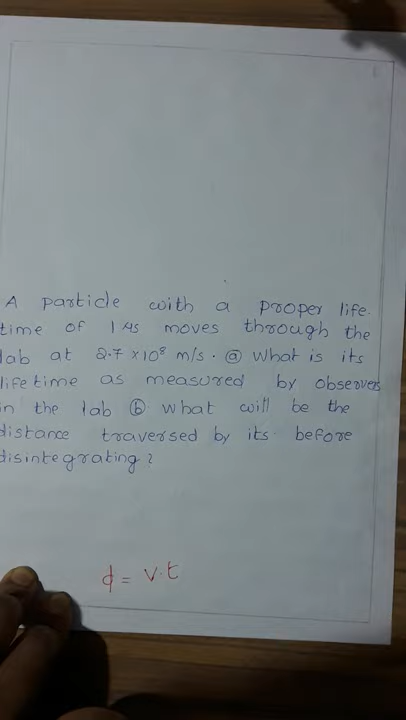 A particle with a proper life-
time of 1 μs moves through the
lab at 2.7 × 10⁸ m/s. ⓐ What is its
lifetime as measured by observers
in the lab ⓑ what will be the
distance traversed by its before
disintegrating?
d = v.t